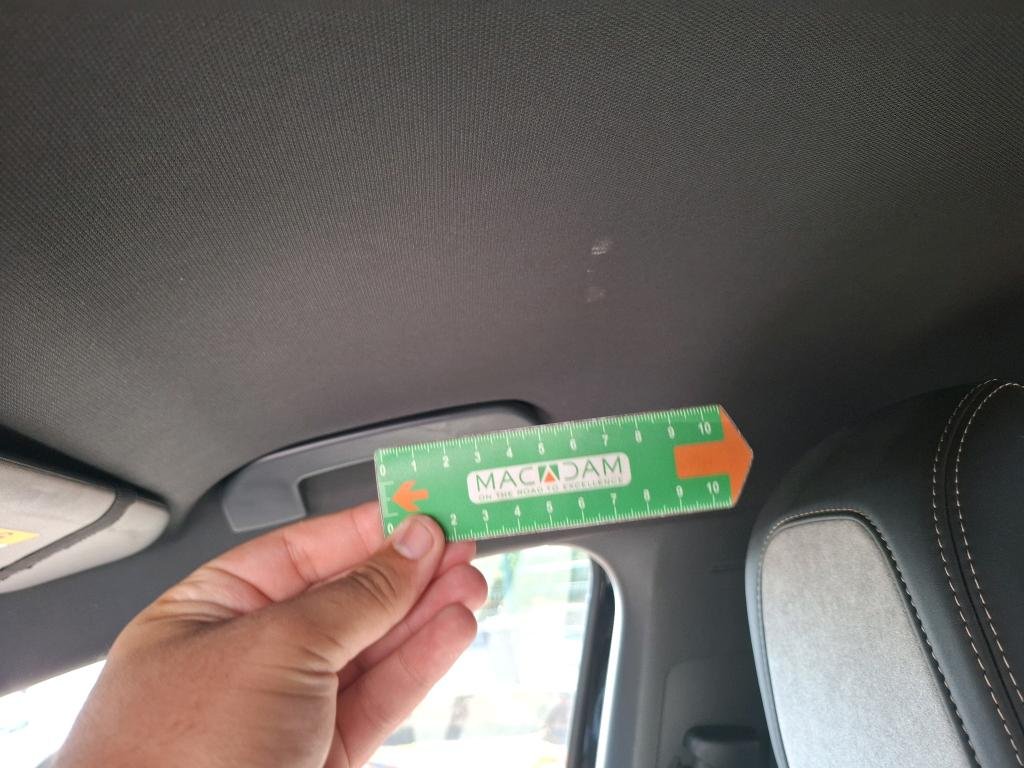 0 1 2 3 4 5 6 7 8 9 10
MACADAM
ON THE ROAD TO EXCELLENCE
0 2 3 4 5 6 7 8 9 10